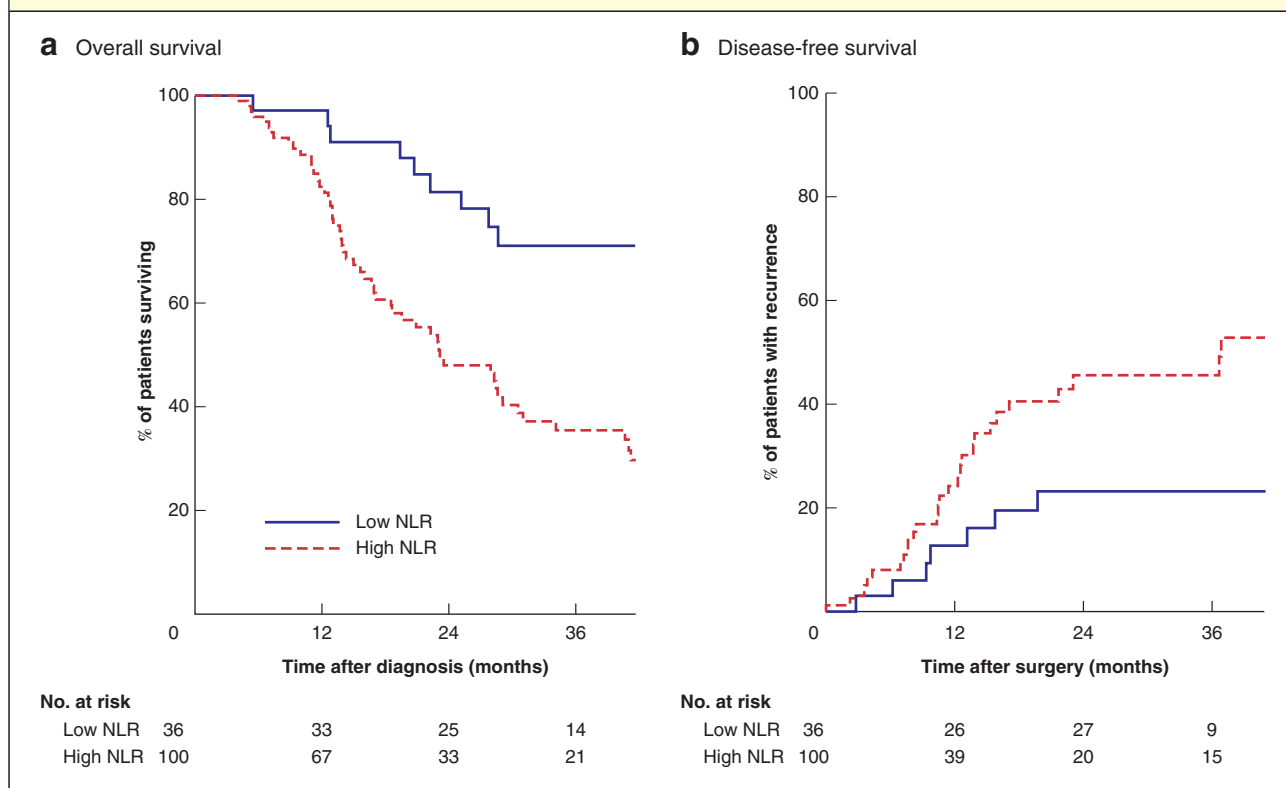 a Overall survival
100
80
60
40
20
0
12
24
36
% of patients surviving
Low NLR
High NLR
Time after diagnosis (months)
No. at risk
Low NLR 36 33 25 14
High NLR 100 67 33 21
b Disease-free survival
100
80
60
40
20
0
12
24
36
% of patients with recurrence
Time after surgery (months)
No. at risk
Low NLR 36 26 27 9
High NLR 100 39 20 15